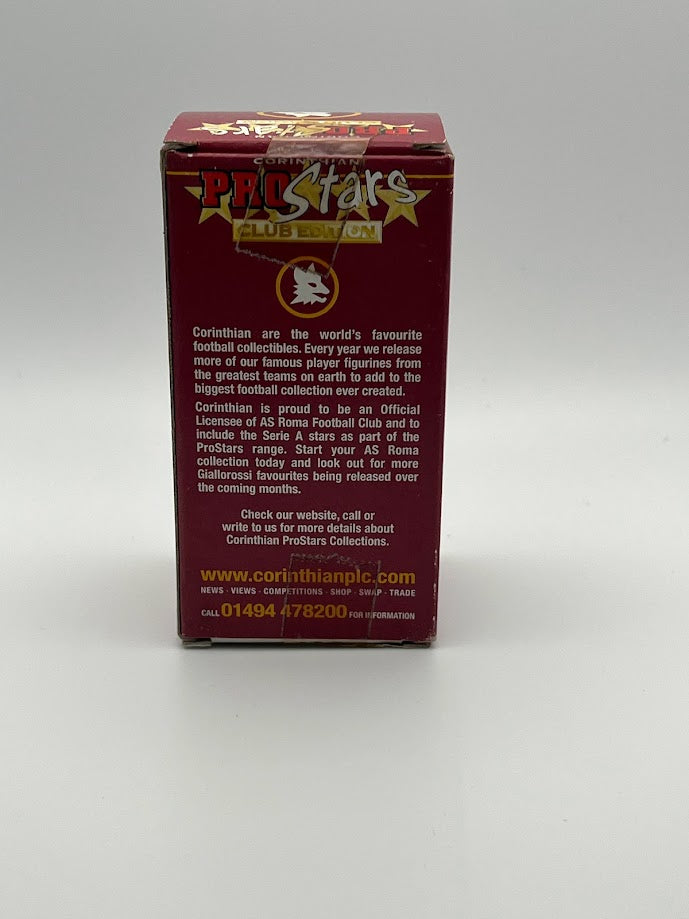 CORINTHIAN
PROStars
CLUB EDITION
Corinthian are the world's favourite
football collectibles. Every year we release
more of our famous player figurines from
the greatest teams on earth to add to the
biggest football collection ever created.
Corinthian is proud to be an Official
Licensee of AS Roma Football Club and to
include the Serie A stars as part of the
ProStars range. Start your AS Roma
collection today and look out for more
Giallorossi favourites being released over
the coming months.
Check our website, call or
write to us for more details about
Corinthian ProStars Collections.
www.corinthianplc.com
NEWS · VIEWS · COMPETITIONS · SHOP · SWAP · TRADE
CALL 01494 478200 FOR INFORMATION